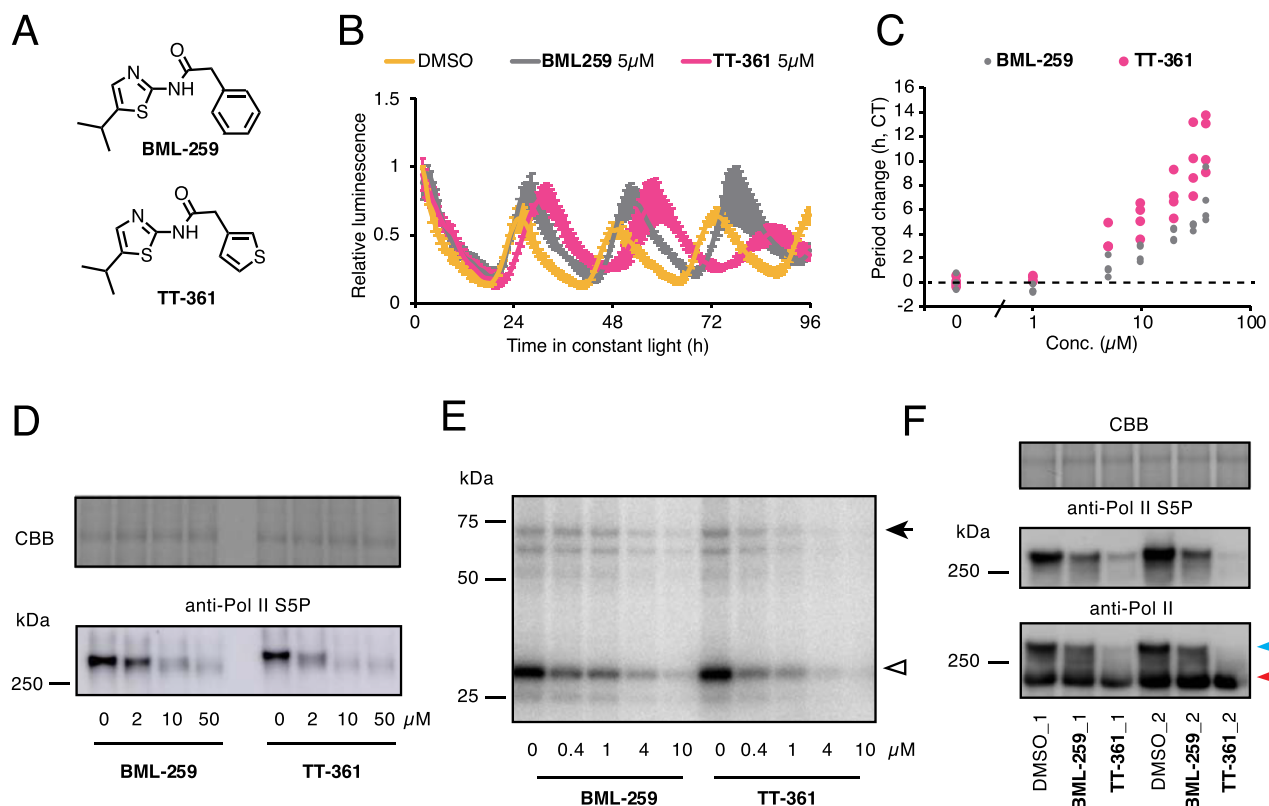 A
N
O
NH
S
BML-259
N
O
NH
S
S
TT-361
B
DMSO BML259 5µM TT-361 5µM
Relative luminescence
1.5
1
0.5
0
0 24 48 72 96
Time in constant light (h)
C
BML-259 TT-361
Period change (h, CT)
16
14
12
10
8
6
4
2
0
-2
0 1 10 100
Conc. (µM)
D
CBB
anti-Pol II S5P
kDa
250
0 2 10 50 0 2 10 50 µM
BML-259 TT-361
E
kDa
75
50
25
0 0.4 1 4 10 0 0.4 1 4 10 µM
BML-259 TT-361
F
CBB
anti-Pol II S5P
kDa
250
anti-Pol II
250
DMSO_1
BML-259_1
TT-361_1
DMSO_2
BML-259_2
TT-361_2